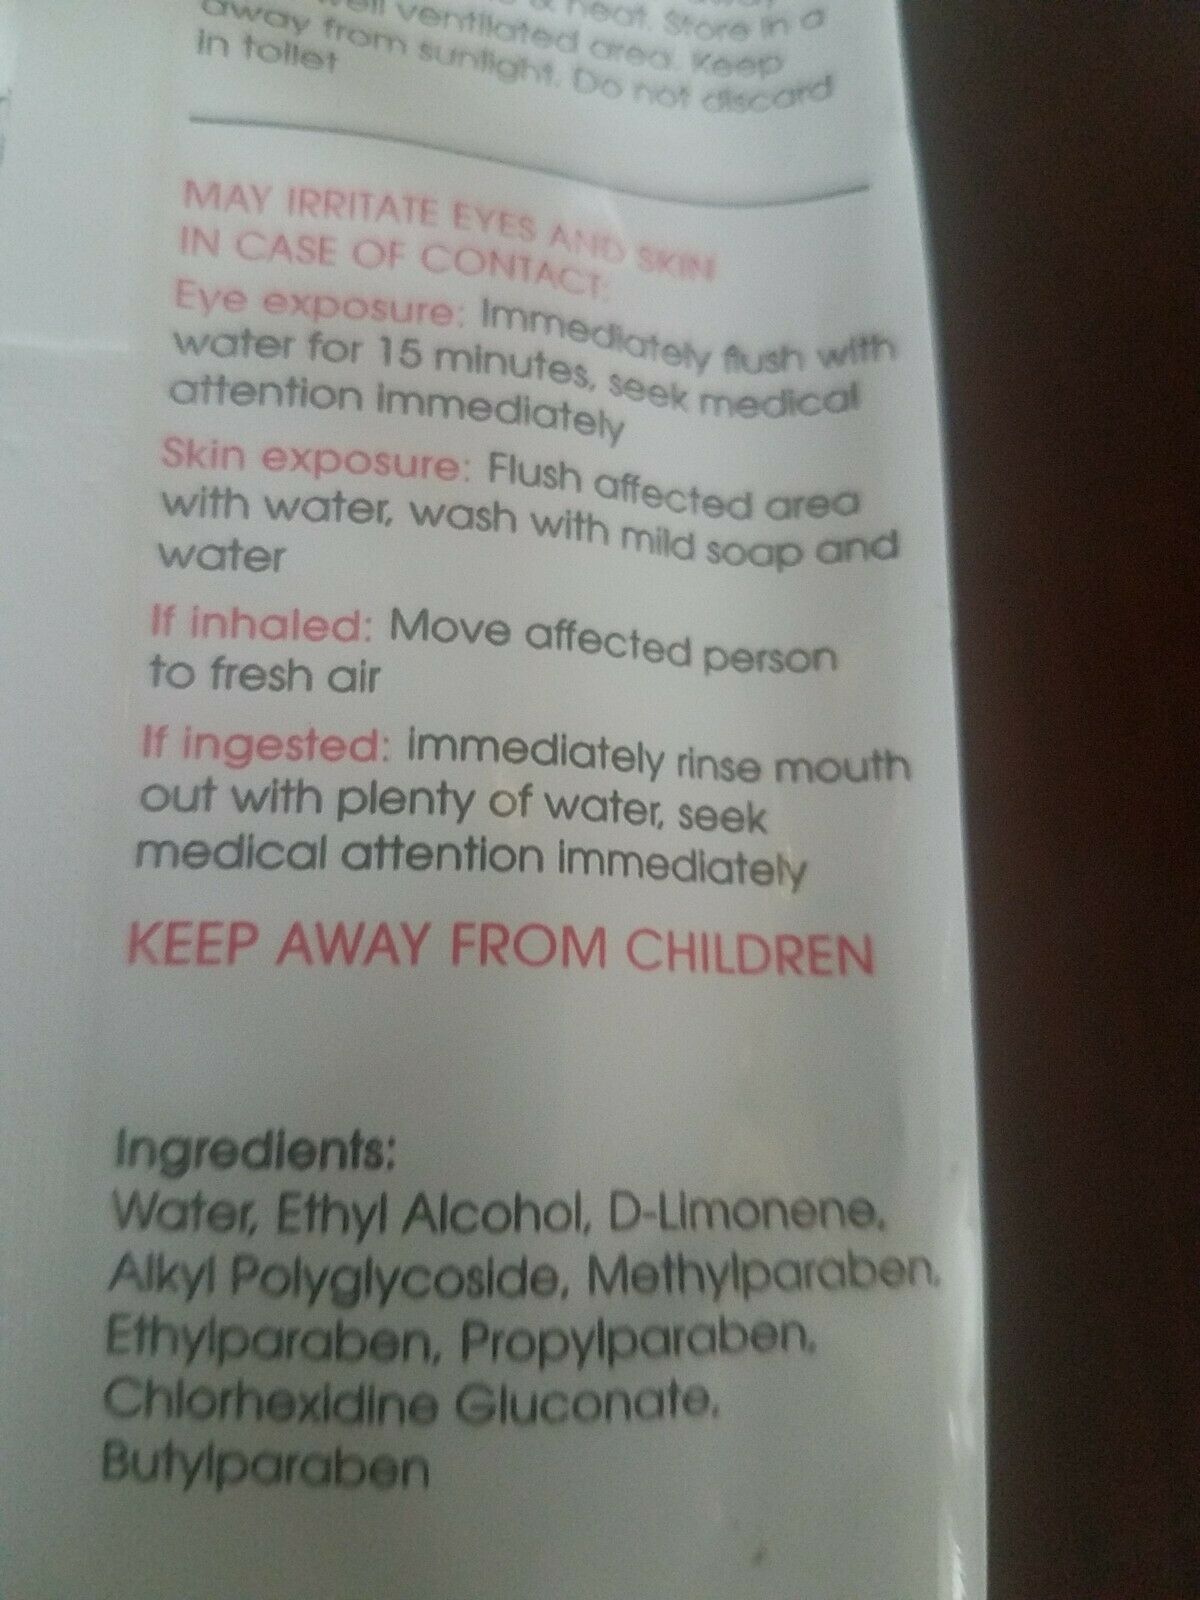 & heat. Store in a
well ventilated area. Keep
away from sunlight. Do not discard
in toilet
MAY IRRITATE EYES AND SKIN
IN CASE OF CONTACT:
Eye exposure: Immediately flush with
water for 15 minutes, seek medical
attention immediately
Skin exposure: Flush affected area
with water, wash with mild soap and
water
If inhaled: Move affected person
to fresh air
If ingested: immediately rinse mouth
out with plenty of water, seek
medical attention immediately
KEEP AWAY FROM CHILDREN
Ingredients:
Water, Ethyl Alcohol, D-Limonene,
Alkyl Polyglycoside, Methylparaben,
Ethylparaben, Propylparaben,
Chlorhexidine Gluconate,
Butylparaben